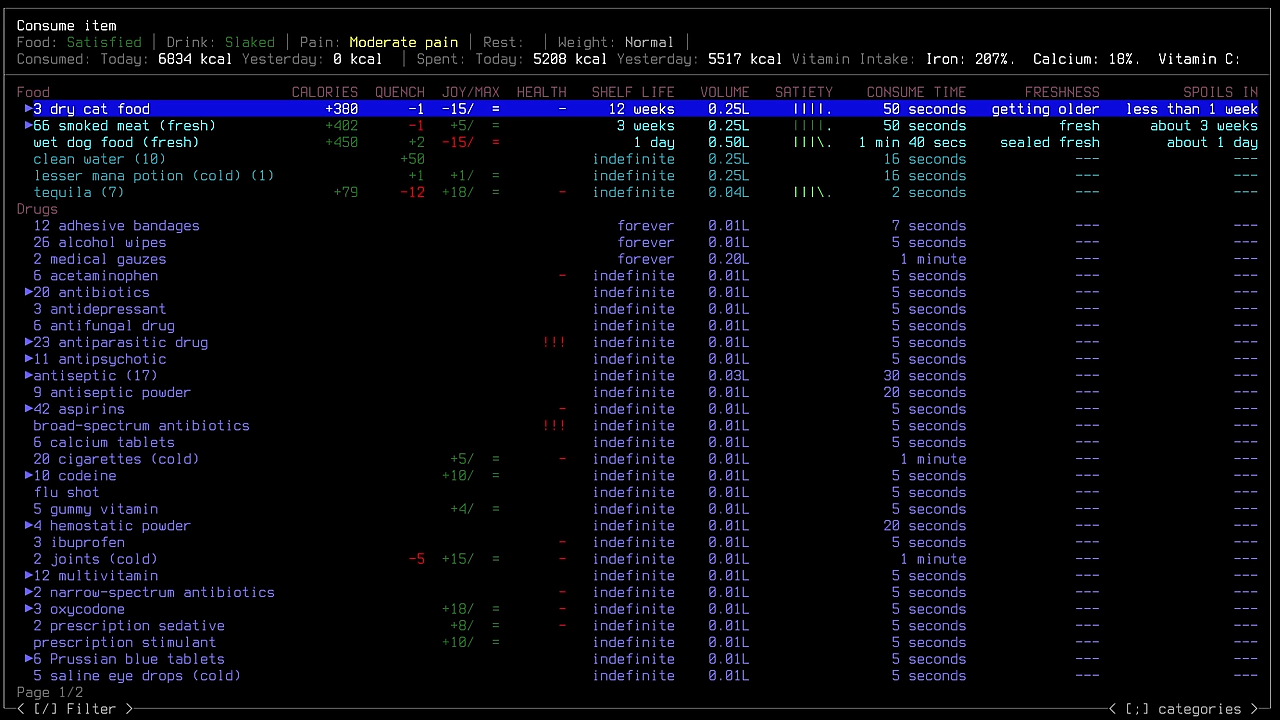 Consume item
Food: Satisfied | Drink: Slaked | Pain: Moderate pain | Rest: | Weight: Normal |
Consumed: Today: 6034 kcal Yesterday: 0 kcal | Spent: Today: 5208 kcal Yesterday: 5517 kcal Vitamin Intake: Iron: 207%. Calcium: 18%. Vitamin C:
Food CALORIES QUENCH JOY/MAX HEALTH SHELF LIFE VOLUME SATIETY CONSUME TIME FRESHNESS SPOILS IN
▶3 dry cat food +380 -1 -15/ = - 12 weeks 0.25L ||||. 50 seconds getting older less than 1 week
▶66 smoked meat (fresh) +402 -1 +5/ = 3 weeks 0.25L ||||. 50 seconds fresh about 3 weeks
wet dog food (fresh) +450 +2 -15/ = 1 day 0.50L |||\. 1 min 40 secs sealed fresh about 1 day
clean water (10) +50 indefinite 0.25L 16 seconds --- ---
lesser mana potion (cold) (1) +1 +1/ = indefinite 0.25L 16 seconds --- ---
tequila (7) +79 -12 +18/ = - indefinite 0.04L |||\. 2 seconds --- ---
Drugs
12 adhesive bandages forever 0.01L 7 seconds --- ---
26 alcohol wipes forever 0.01L 5 seconds --- ---
2 medical gauzes forever 0.20L 1 minute --- ---
6 acetaminophen - indefinite 0.01L 5 seconds --- ---
▶20 antibiotics indefinite 0.01L 5 seconds --- ---
3 antidepressant indefinite 0.01L 5 seconds --- ---
6 antifungal drug indefinite 0.01L 5 seconds --- ---
▶23 antiparasitic drug !!! indefinite 0.01L 5 seconds --- ---
▶11 antipsychotic indefinite 0.01L 5 seconds --- ---
▶antiseptic (17) indefinite 0.03L 30 seconds --- ---
9 antiseptic powder indefinite 0.01L 20 seconds --- ---
▶42 aspirins - indefinite 0.01L 5 seconds --- ---
broad-spectrum antibiotics !!! indefinite 0.01L 5 seconds --- ---
6 calcium tablets indefinite 0.01L 5 seconds --- ---
20 cigarettes (cold) +5/ = - indefinite 0.01L 1 minute --- ---
▶10 codeine +10/ = indefinite 0.01L 5 seconds --- ---
flu shot indefinite 0.01L 5 seconds --- ---
5 gummy vitamin +4/ = indefinite 0.01L 5 seconds --- ---
▶4 hemostatic powder indefinite 0.01L 20 seconds --- ---
3 ibuprofen - indefinite 0.01L 5 seconds --- ---
2 joints (cold) -5 +15/ = - indefinite 0.01L 1 minute --- ---
▶12 multivitamin indefinite 0.01L 5 seconds --- ---
▶2 narrow-spectrum antibiotics - indefinite 0.01L 5 seconds --- ---
▶3 oxycodone +18/ = - indefinite 0.01L 5 seconds --- ---
2 prescription sedative +8/ = - indefinite 0.01L 5 seconds --- ---
prescription stimulant +10/ = indefinite 0.01L 5 seconds --- ---
▶6 Prussian blue tablets indefinite 0.01L 5 seconds --- ---
5 saline eye drops (cold) indefinite 0.01L 5 seconds --- ---
Page 1/2
< [/] Filter > < [;] categories >